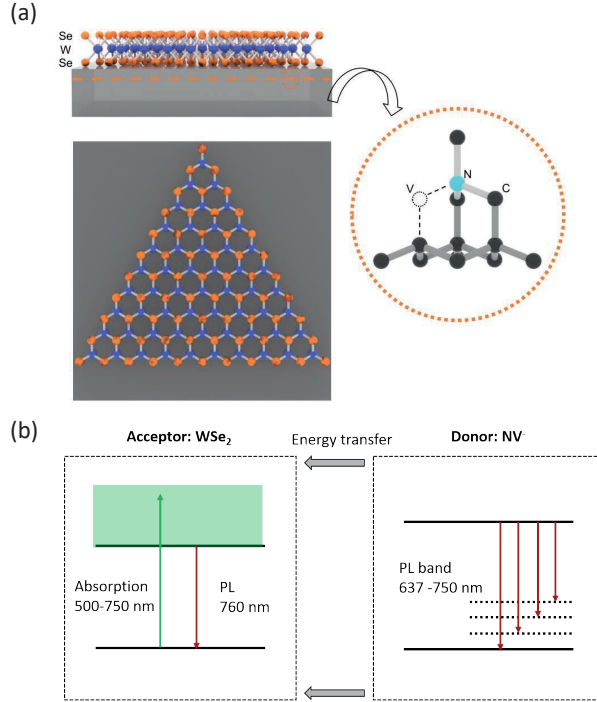 (a)
Se
W
Se
N
V
C
(b)
Acceptor: WSe₂
Energy transfer
Donor: NV⁻
Absorption
500-750 nm
PL
760 nm
PL band
637 -750 nm